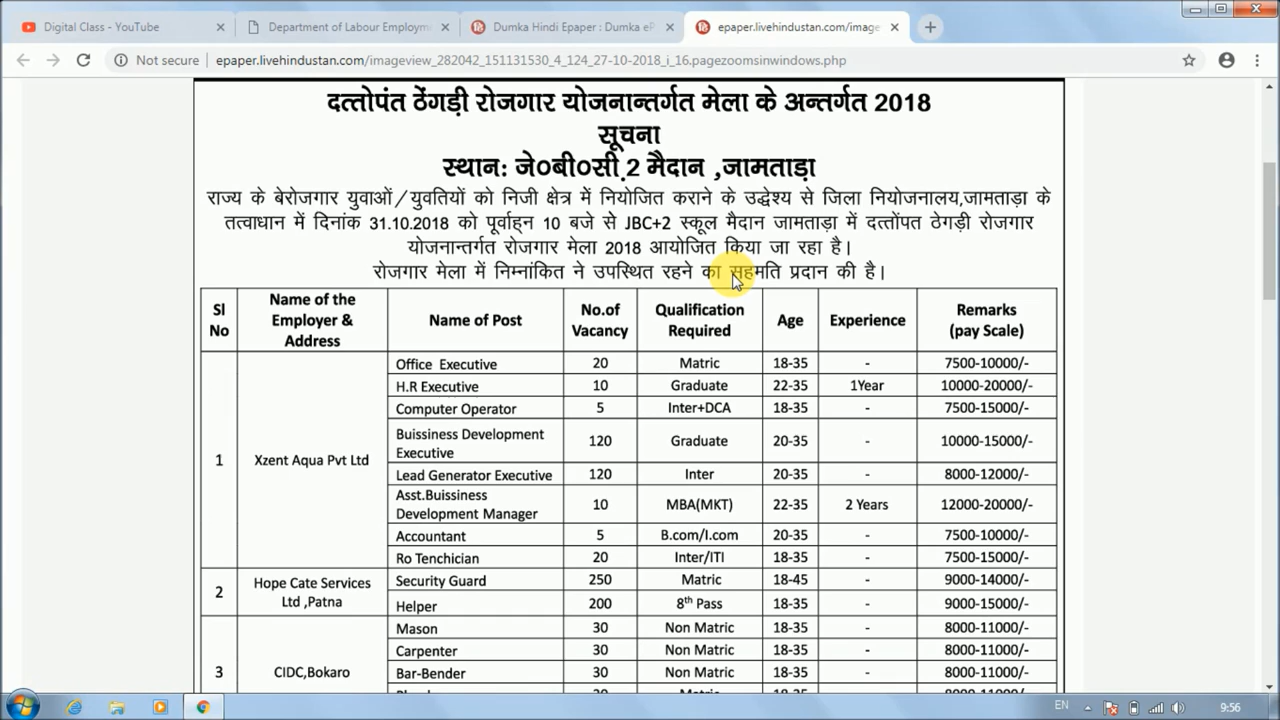 Digital Class - YouTube
Department of Labour Employm
Dumka Hindi Epaper : Dumka eP
epaper.livehindustan.com/image
Not secure
epaper.livehindustan.com/imageview_282042_151131530_4_124_27-10-2018_i_16.pagezoomsinwindows.php
दत्तोपंत ठेंगड़ी रोजगार योजनान्तर्गत मेला के अन्तर्गत 2018
सूचना
स्थान: जे०बी०सी.2 मैदान ,जामताड़ा
राज्य के बेरोजगार युवाओं/युवतियों को निजी क्षेत्र में नियोजित कराने के उद्धेश्य से जिला नियोजनालय,जामताड़ा के
तत्वाधान में दिनांक 31.10.2018 को पूर्वाह्न 10 बजे से JBC+2 स्कूल मैदान जामताड़ा में दत्तोंपत ठेगड़ी रोजगार
योजनान्तर्गत रोजगार मेला 2018 आयोजित किया जा रहा है।
रोजगार मेला में निम्नांकित ने उपस्थित रहने का सहमति प्रदान की है।
Sl No | Name of the Employer & Address | Name of Post | No.of Vacancy | Qualification Required | Age | Experience | Remarks (pay Scale)
1 | Xzent Aqua Pvt Ltd | Office Executive | 20 | Matric | 18-35 | - | 7500-10000/-
H.R Executive | 10 | Graduate | 22-35 | 1Year | 10000-20000/-
Computer Operator | 5 | Inter+DCA | 18-35 | - | 7500-15000/-
Buissiness Development Executive | 120 | Graduate | 20-35 | - | 10000-15000/-
Lead Generator Executive | 120 | Inter | 20-35 | - | 8000-12000/-
Asst.Buissiness Development Manager | 10 | MBA(MKT) | 22-35 | 2 Years | 12000-20000/-
Accountant | 5 | B.com/I.com | 20-35 | - | 7500-10000/-
Ro Tenchician | 20 | Inter/ITI | 18-35 | - | 7500-15000/-
2 | Hope Cate Services Ltd ,Patna | Security Guard | 250 | Matric | 18-45 | - | 9000-14000/-
Helper | 200 | 8th Pass | 18-35 | - | 9000-15000/-
3 | CIDC,Bokaro | Mason | 30 | Non Matric | 18-35 | - | 8000-11000/-
Carpenter | 30 | Non Matric | 18-35 | - | 8000-11000/-
Bar-Bender | 30 | Non Matric | 18-35 | - | 8000-11000/-
EN
9:56